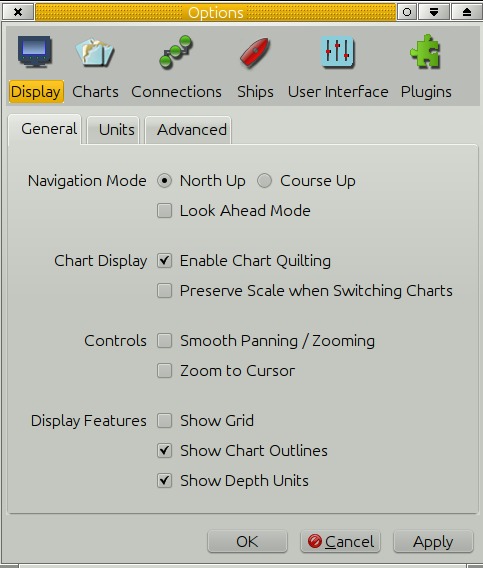 Options
Display Charts Connections Ships User Interface Plugins
General Units Advanced
Navigation Mode North Up Course Up
Look Ahead Mode
Chart Display Enable Chart Quilting
Preserve Scale when Switching Charts
Controls Smooth Panning / Zooming
Zoom to Cursor
Display Features Show Grid
Show Chart Outlines
Show Depth Units
OK Cancel Apply